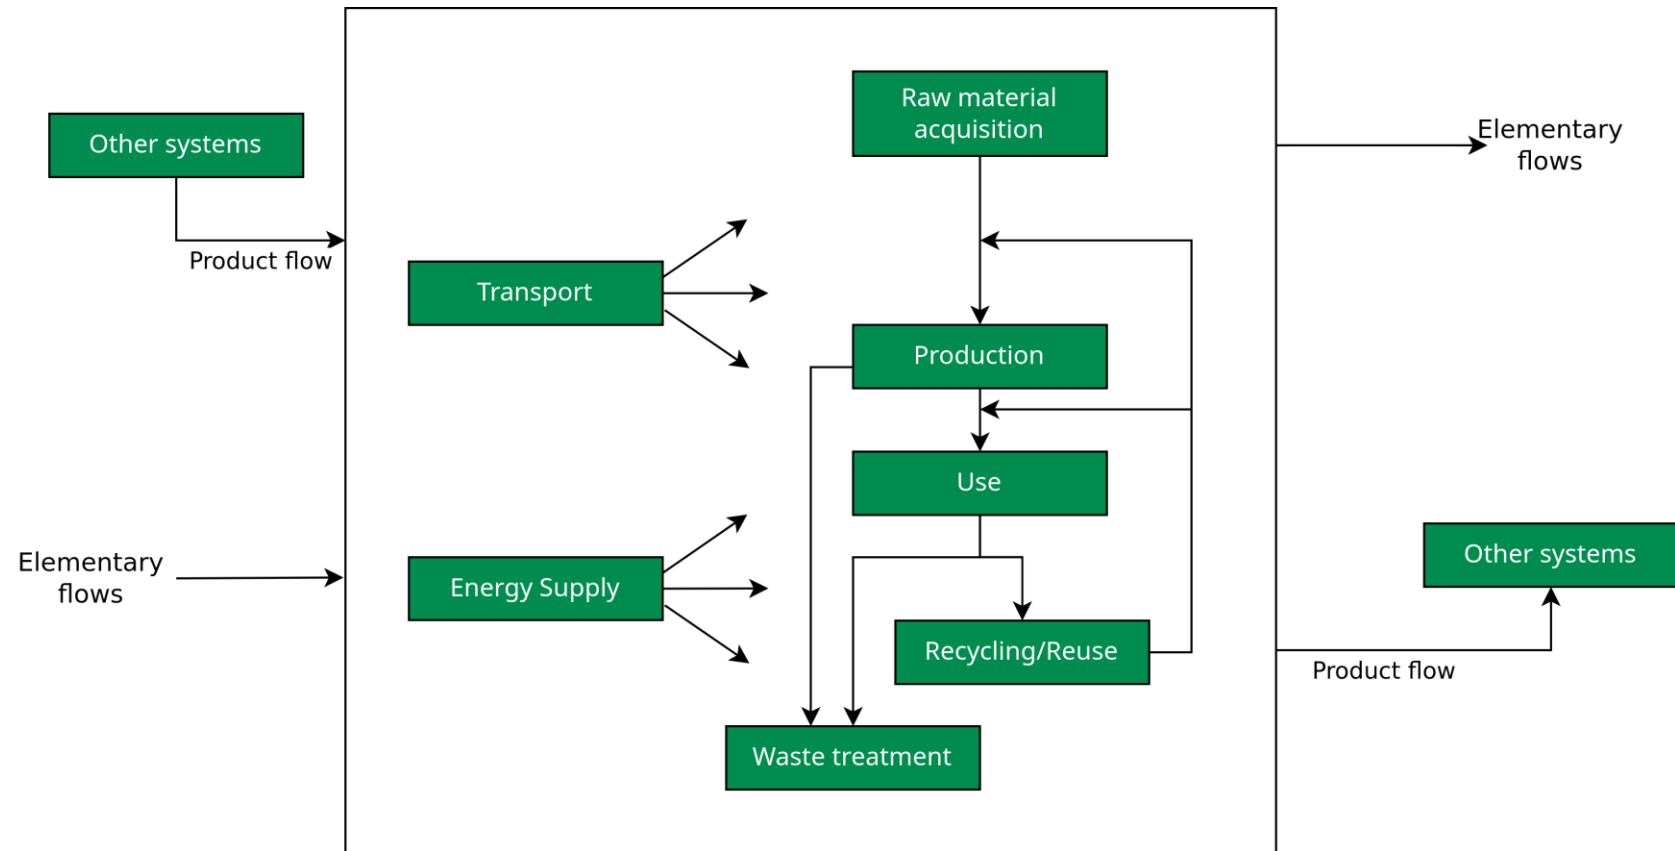 Raw material
acquisition
Other systems
Elementary
flows
Product flow
Transport
Production
Use
Elementary
flows
Energy Supply
Other systems
Recycling/Reuse
Product flow
Waste treatment